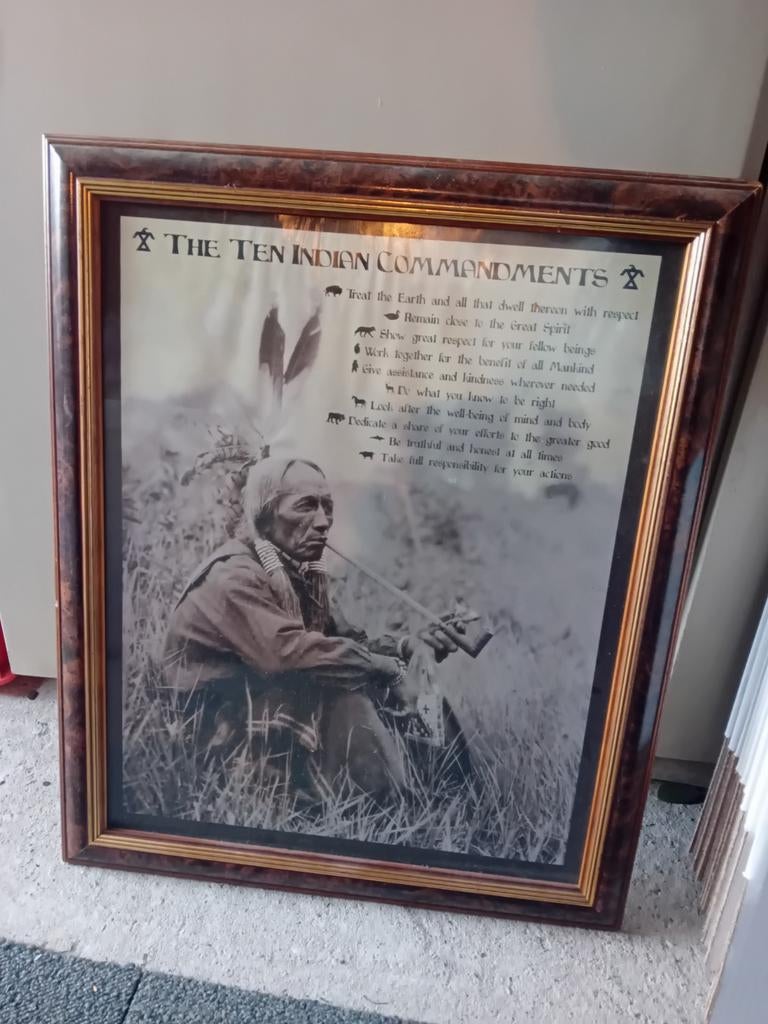 THE TEN INDIAN COMMANDMENTS
Treat the Earth and all that dwell thereon with respect
Remain close to the Great Spirit
Show great respect for your fellow beings
Work together for the benefit of all Mankind
Give assistance and kindness wherever needed
Do what you know to be right
Look after the well-being of mind and body
Dedicate a share of your efforts to the greater good
Be truthful and honest at all times
Take full responsibility for your actions